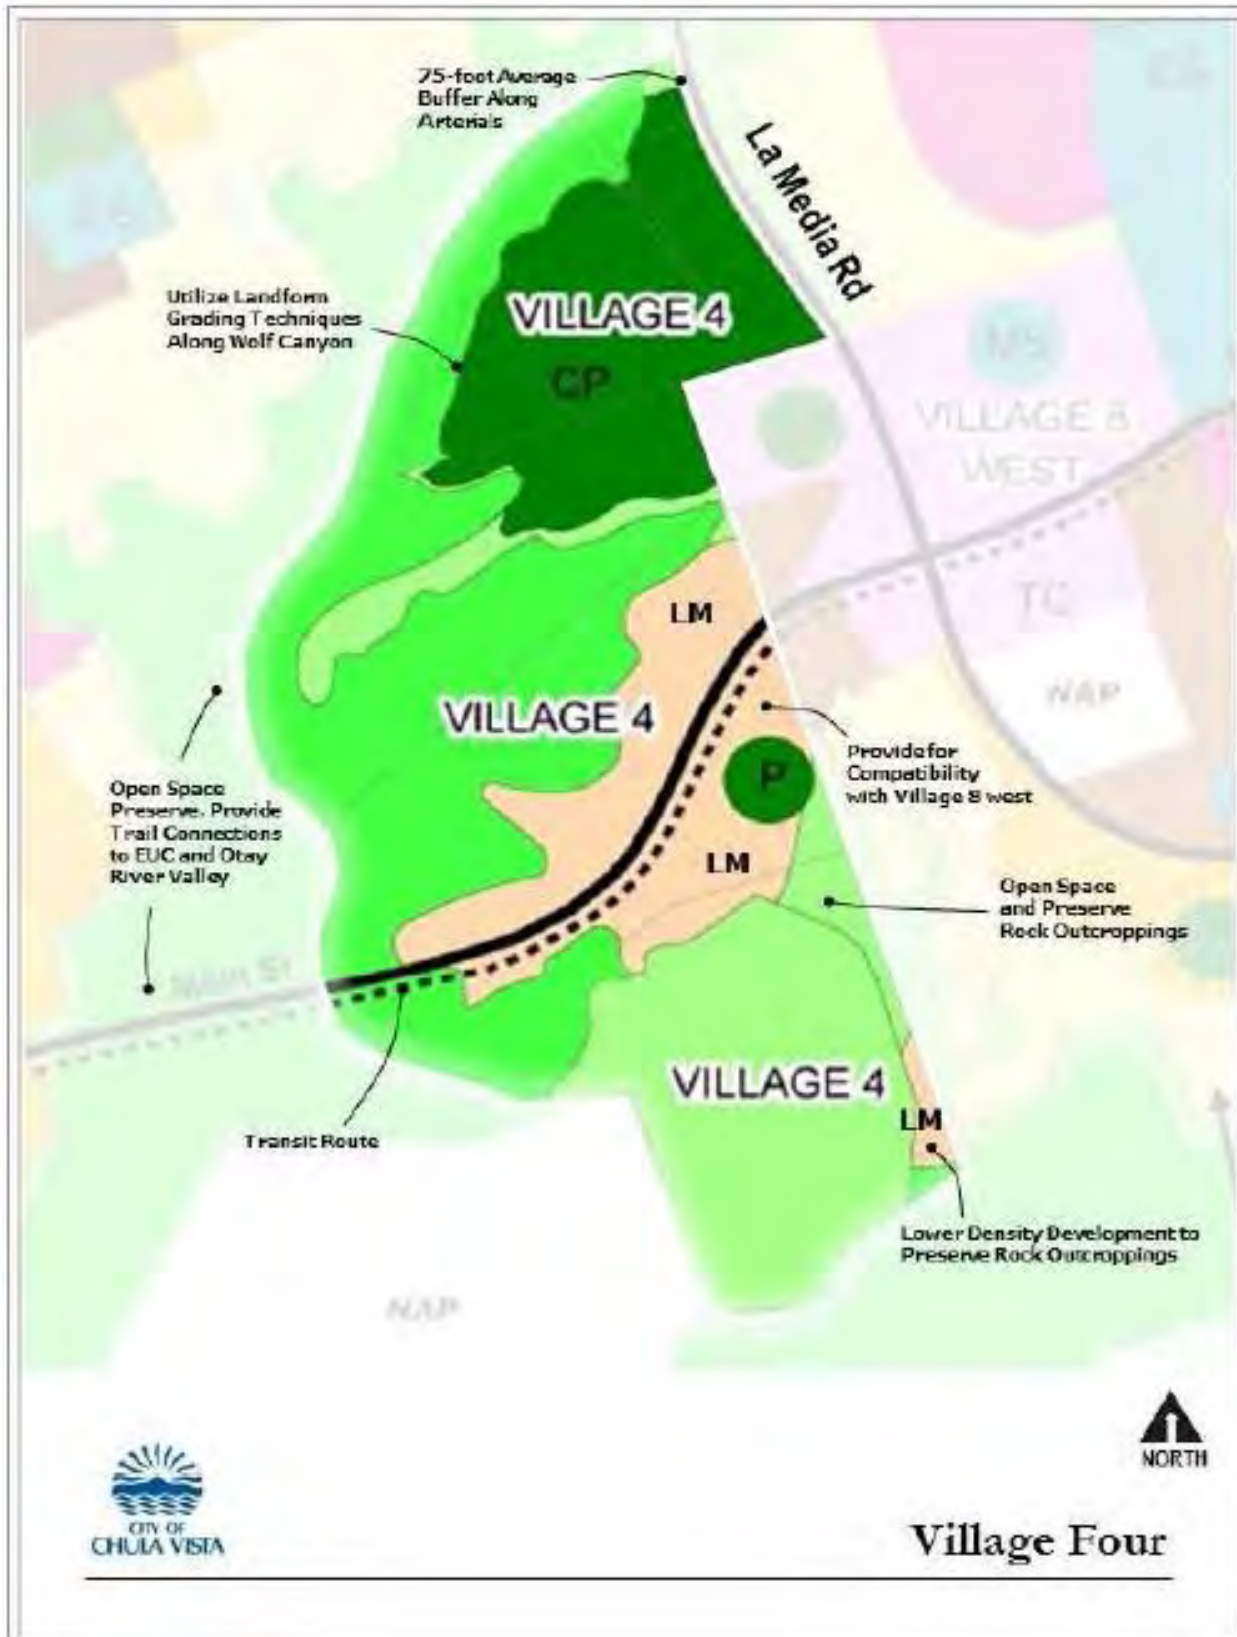 75-foot Average
Buffer Along
Arterials
La Media Rd
Utilize Landform
Grading Techniques
Along Wolf Canyon
VILLAGE 4
CP
MS
VILLAGE 8
WEST
LM
TC
NAP
VILLAGE 4
P
Provide for
Compatibility
with Village 8 west
Open Space
Preserve. Provide
Trail Connections
to EUC and Otay
River Valley
LM
Open Space
and Preserve
Rock Outcroppings
Main St
VILLAGE 4
LM
Transit Route
Lower Density Development to
Preserve Rock Outcroppings
NAP
NORTH
CITY OF
CHULA VISTA
Village Four